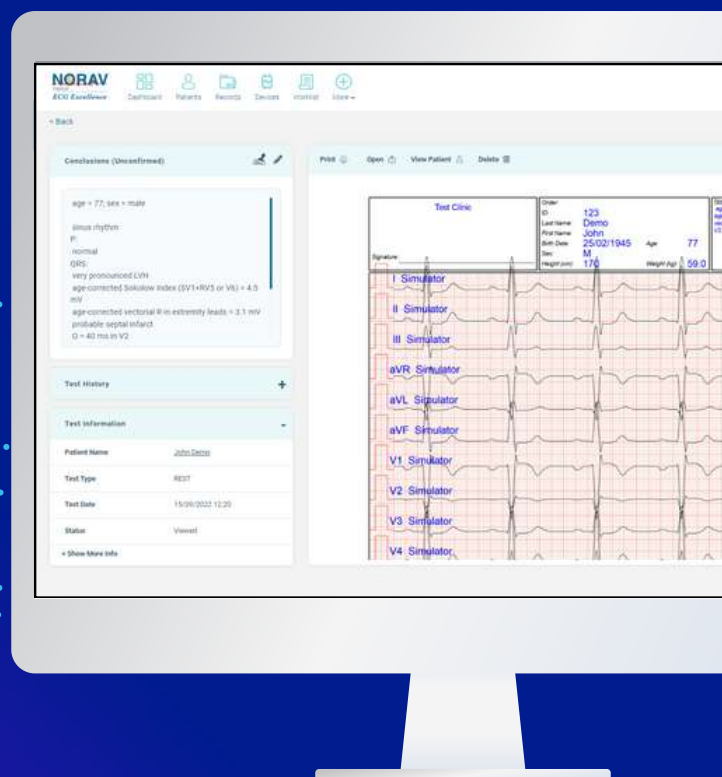 NORAV
ECG Excellence
Dashboard Patients Records Devices Worklist More
< Back
Conclusions (Unconfirmed)
age = 77; sex = male
sinus rhythm
P:
normal
QRS:
very pronounced LVH
age-corrected Sokolow index (SV1+RV5 or V6) = 4.5
mV
age-corrected vectorial R in extremity leads = 3.1 mV
probable septal infarct
Q = 40 ms in V2
Test History +
Test Information -
Patient Name John Demo
Test Type REST
Test Date 15/09/2022 12:20
Status Viewed
+ Show More Info
Print Open View Patient Delete
Test Clinic
Signature:
Order
ID 123
Last Name Demo
First Name John
Birth Date 25/02/1945 Age 77
Sex M
Height (cm) 170 Weight (kg) 59.0
I Simulator
II Simulator
III Simulator
aVR Simulator
aVL Simulator
aVF Simulator
V1 Simulator
V2 Simulator
V3 Simulator
V4 Simulator